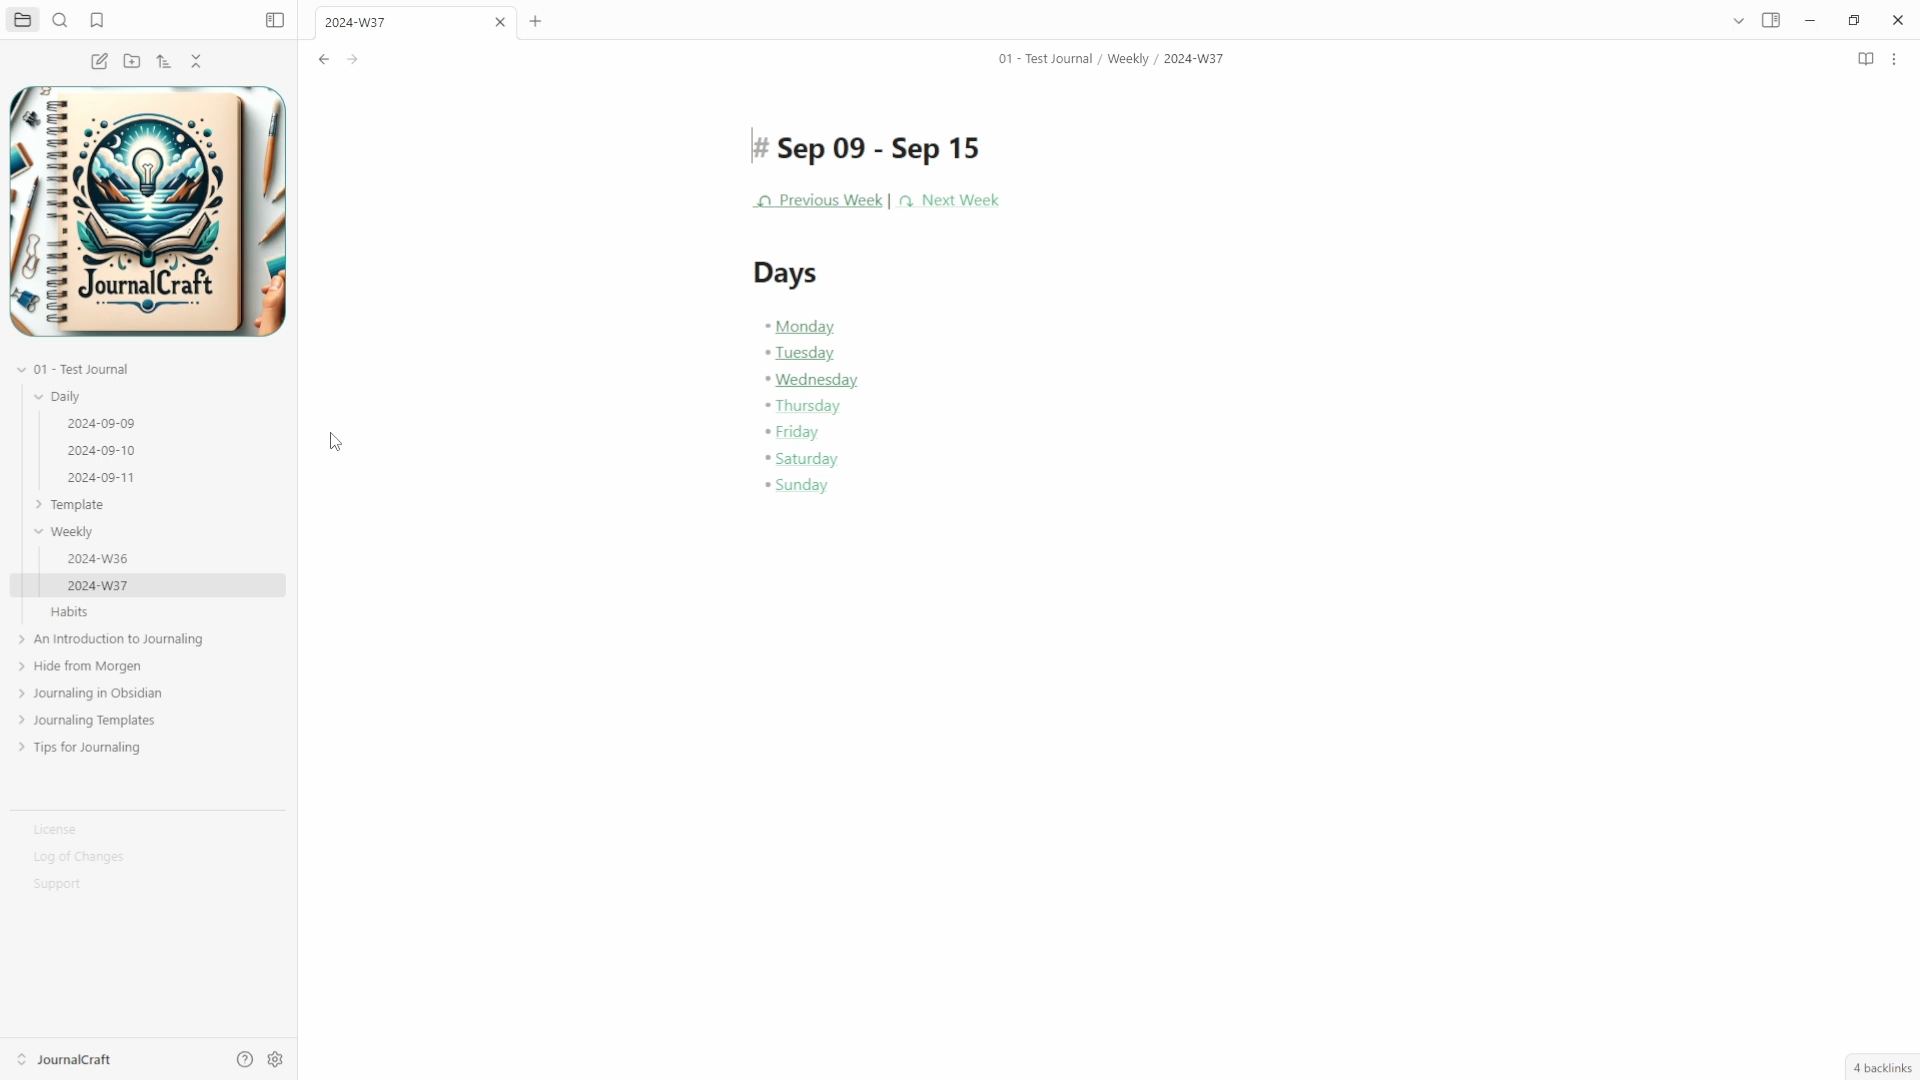 2024-W37
01 - Test Journal / Weekly / 2024-W37
JournalCraft
01 - Test Journal
Daily
2024-09-09
2024-09-10
2024-09-11
Template
Weekly
2024-W36
2024-W37
Habits
An Introduction to Journaling
Hide from Morgen
Journaling in Obsidian
Journaling Templates
Tips for Journaling
License
Log of Changes
Support
JournalCraft
# Sep 09 - Sep 15
Previous Week | Next Week
Days
• Monday
• Tuesday
• Wednesday
• Thursday
• Friday
• Saturday
• Sunday
4 backlinks